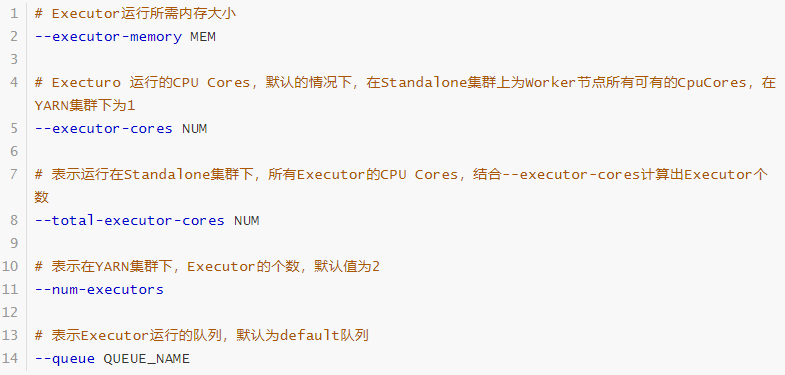 1 # Executor运行所需内存大小
2 --executor-memory MEM
3
4 # Execturo 运行的CPU Cores，默认的情况下，在Standalone集群上为Worker节点所有可有的CpuCores，在
YARN集群下为1
5 --executor-cores NUM
6
7 # 表示运行在Standalone集群下，所有Executor的CPU Cores，结合--executor-cores计算出Executor个
数
8 --total-executor-cores NUM
9
10 # 表示在YARN集群下，Executor的个数，默认值为2
11 --num-executors
12
13 # 表示Executor运行的队列，默认为default队列
14 --queue QUEUE_NAME